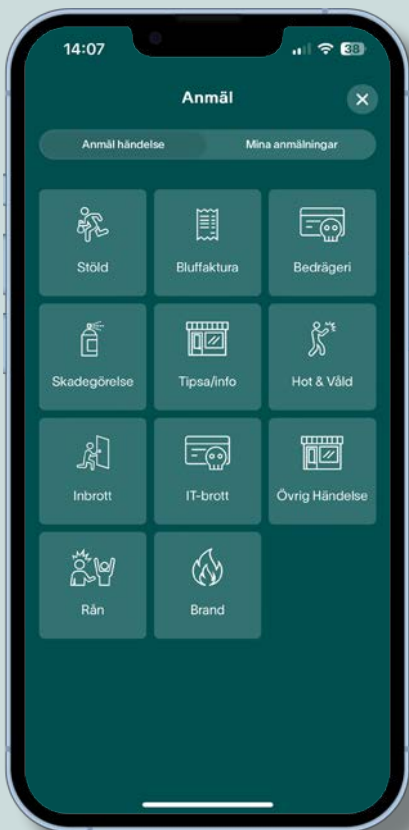 14:07
38
Anmäl
Anmäl händelse
Mina anmälningar
Stöld
Bluffaktura
Bedrägeri
Skadegörelse
Tipsa/info
Hot & Våld
Inbrott
IT-brott
Övrig Händelse
Rån
Brand